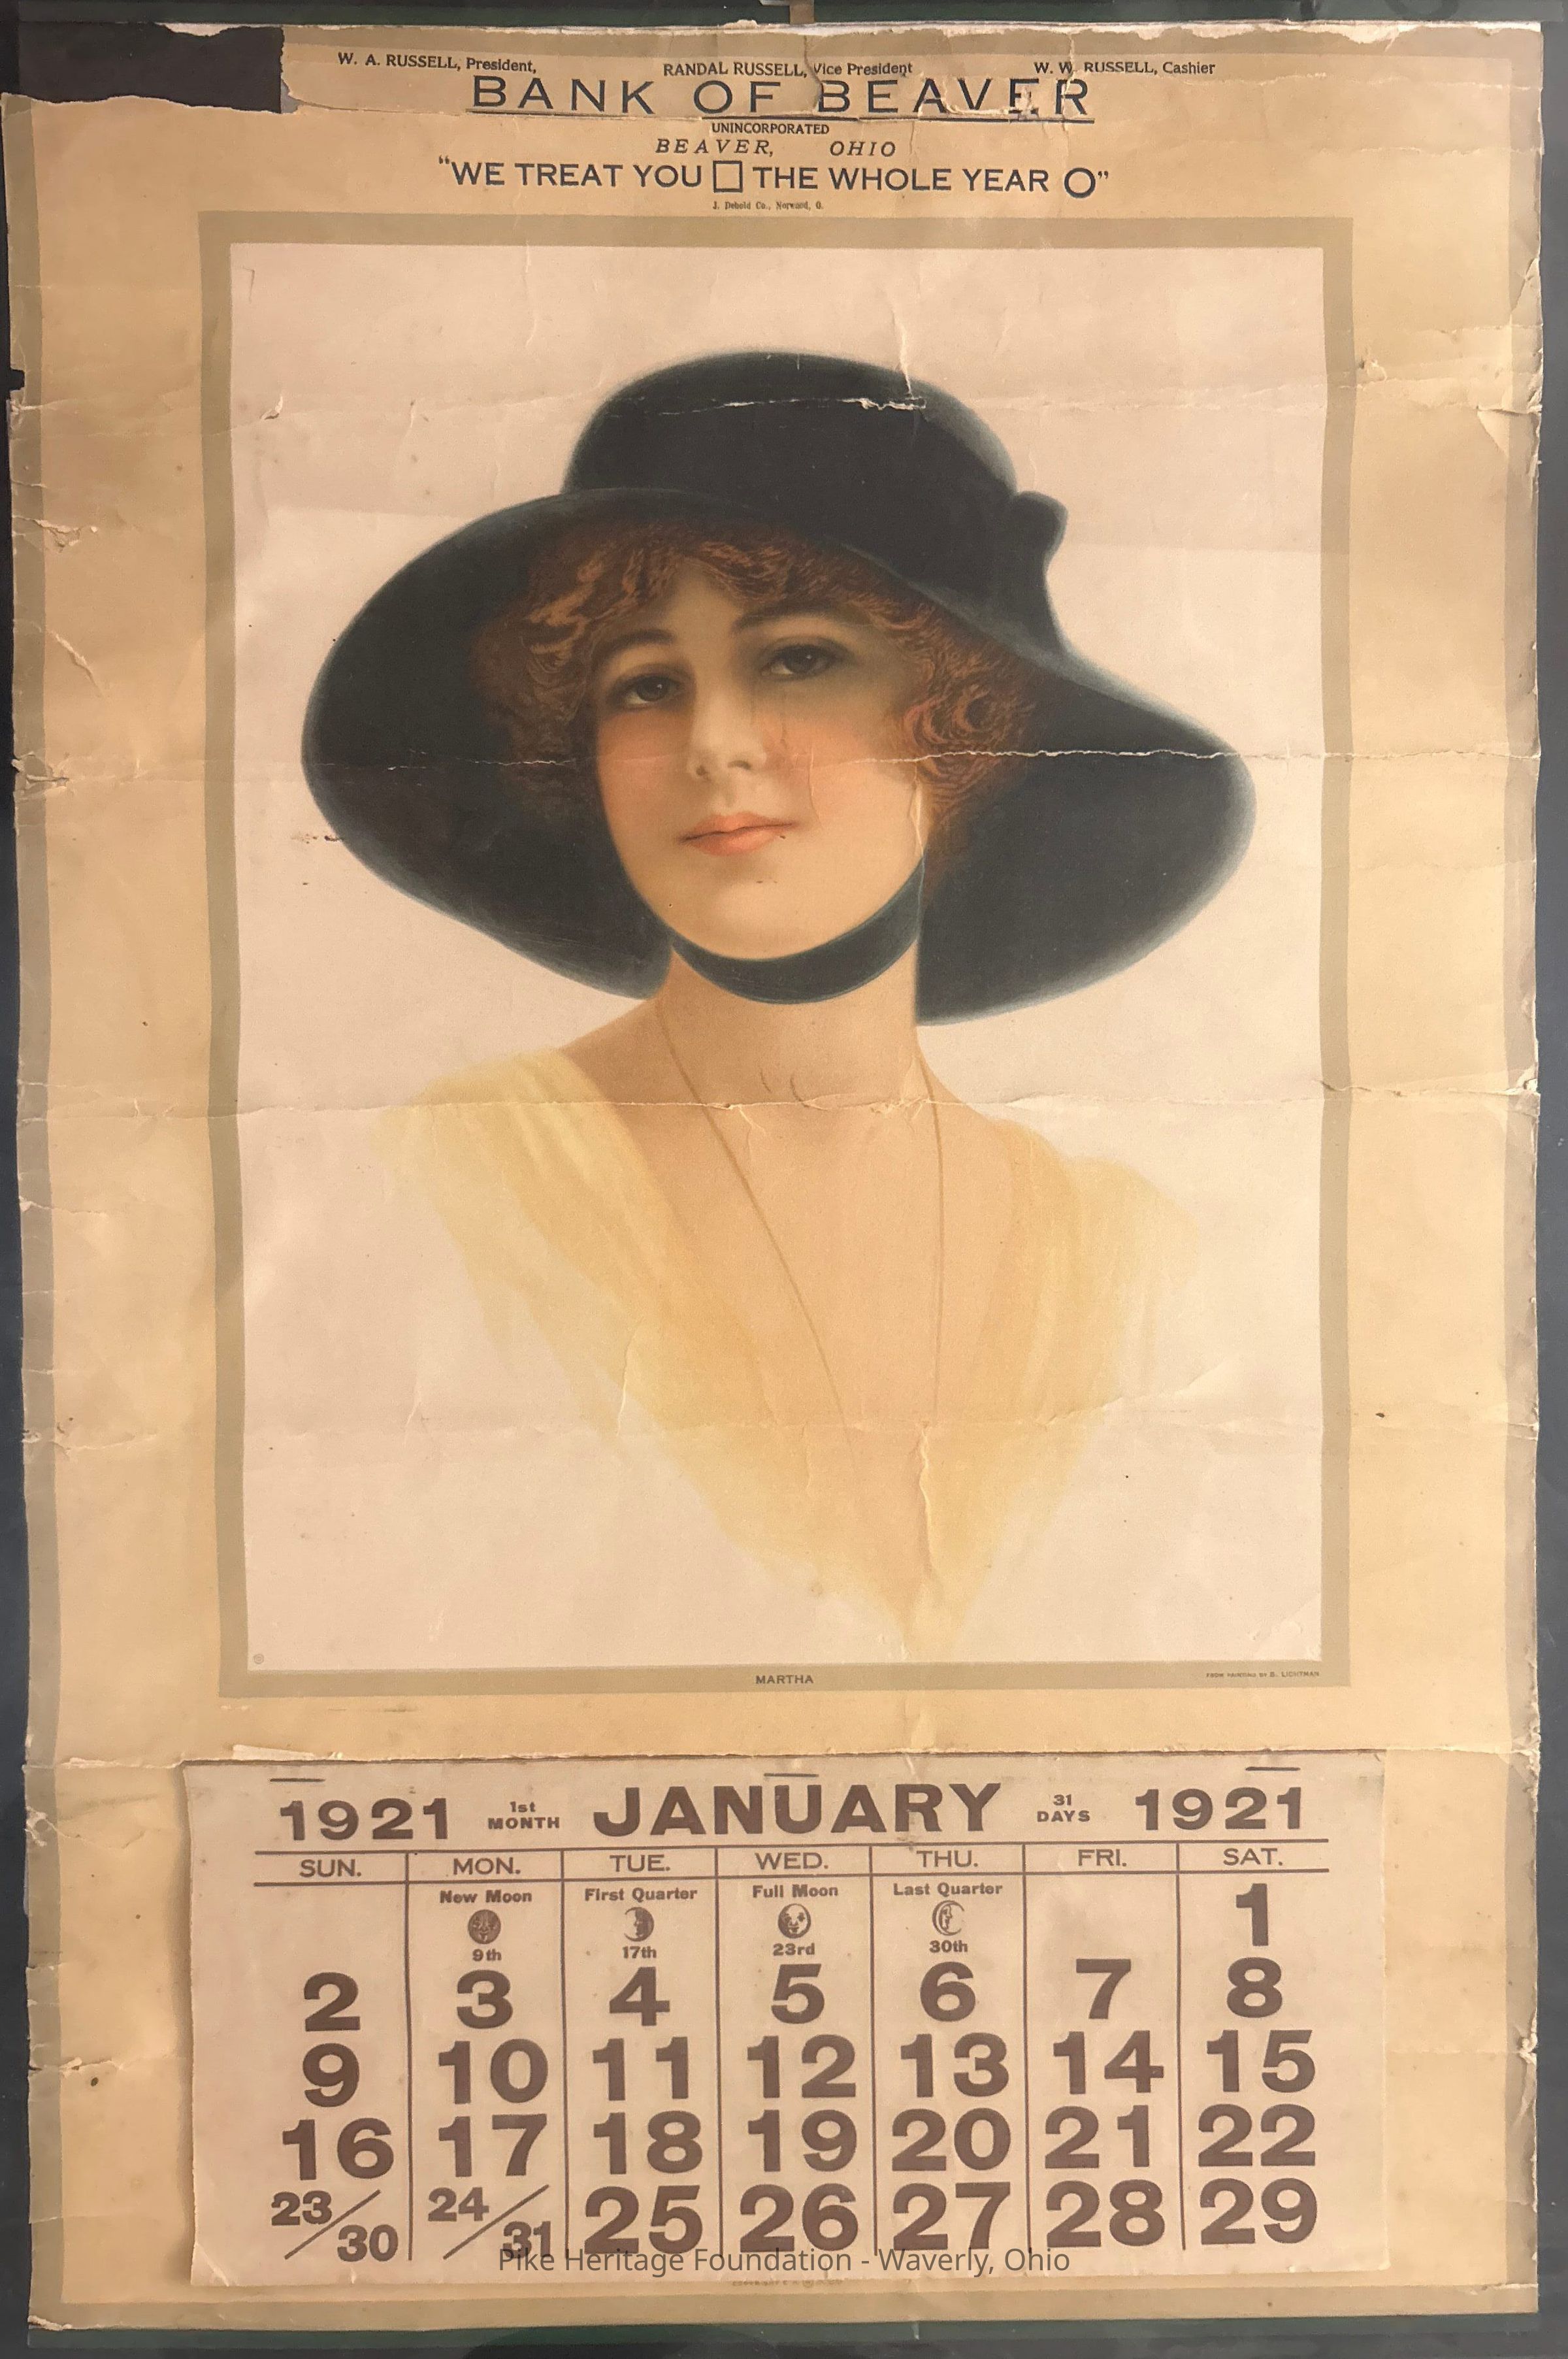 W. A. RUSSELL, President, RANDAL RUSSELL, Vice President W. W. RUSSELL, Cashier
BANK OF BEAVER
UNINCORPORATED
BEAVER, OHIO
"WE TREAT YOU □ THE WHOLE YEAR O"
J. Debold Co., Norwood, O.
MARTHA
FROM PAINTING BY B. LICHTMAN
1921 1st MONTH JANUARY 31 DAYS 1921
SUN. MON. TUE. WED. THU. FRI. SAT.
New Moon First Quarter Full Moon Last Quarter
9th 17th 23rd 30th
1
2 3 4 5 6 7 8
9 10 11 12 13 14 15
16 17 18 19 20 21 22
23/30 24/31 25 26 27 28 29
Pike Heritage Foundation - Waverly, Ohio